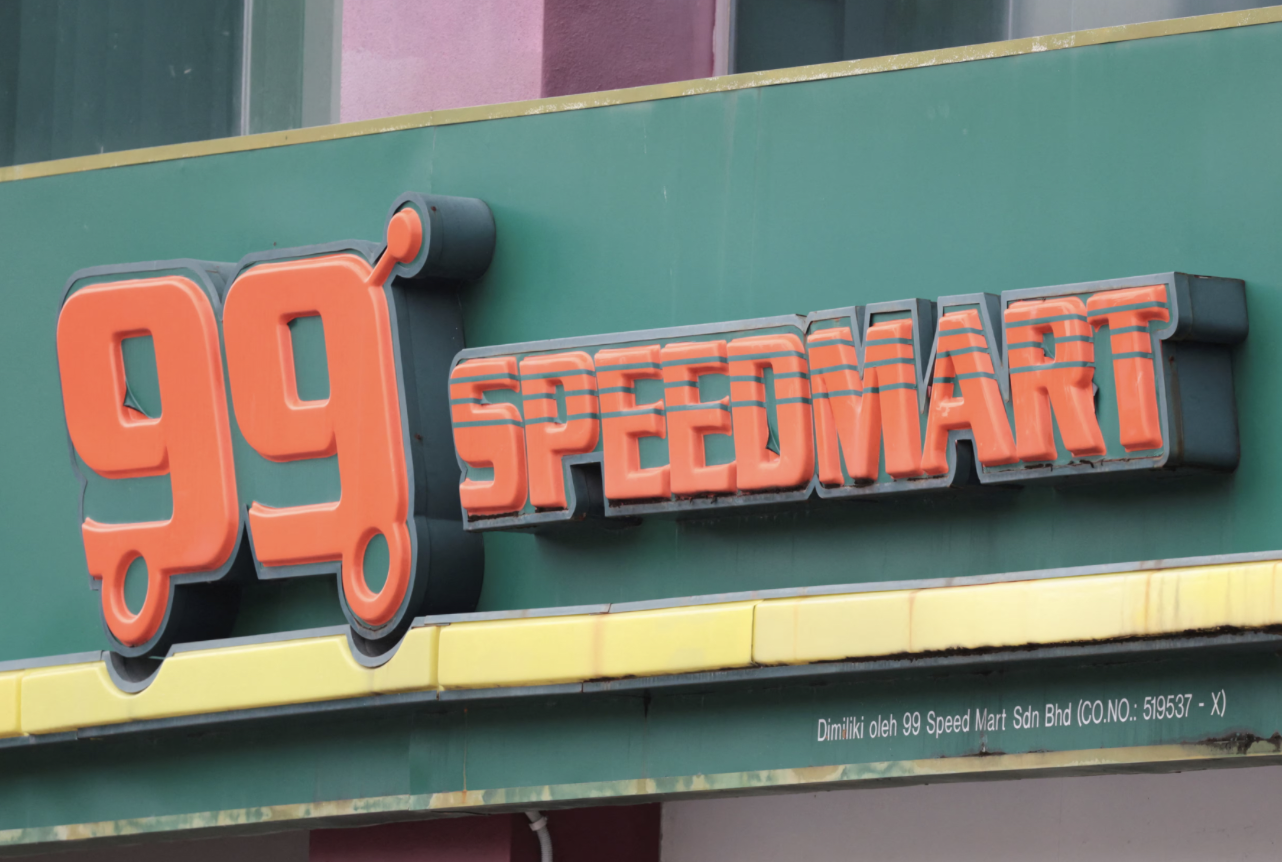 99 SPEEDMART
Dimiliki oleh 99 Speed Mart Sdn Bhd (CO.NO.: 519537 - X)